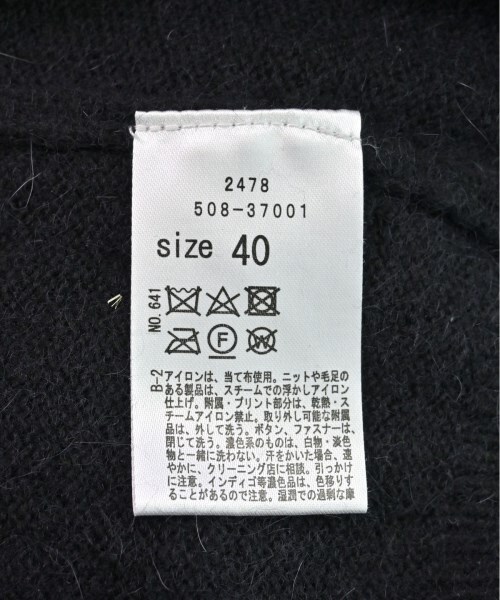 2478
508-37001
size 40
NO.641
F
W
B-2
アイロンは、当て布使用。ニットや毛足の
ある製品は、スチームでの浮かしアイロン
仕上げ。附属・プリント部分は、乾熱・ス
チームアイロン禁止。取り外し可能な附属
品は、外して洗う。ボタン、ファスナーは、
閉じて洗う。濃色系のものは、白物・淡色
物と一緒に洗わない。汗をかいた場合、速
やかに、クリーニング店に相談。引っかけ
に注意。インディゴ等濃色品は、色移りす
ることがあるので注意。湿潤での過剰な摩